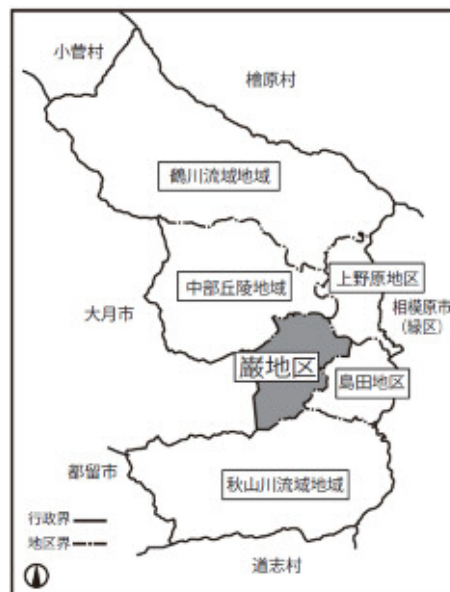 小菅村
檜原村
鶴川流域地域
上野原地区
中部丘陵地域
大月市
相模原市
(緑区)
巌地区
島田地区
都留市
秋山川流域地域
行政界
地区界
道志村